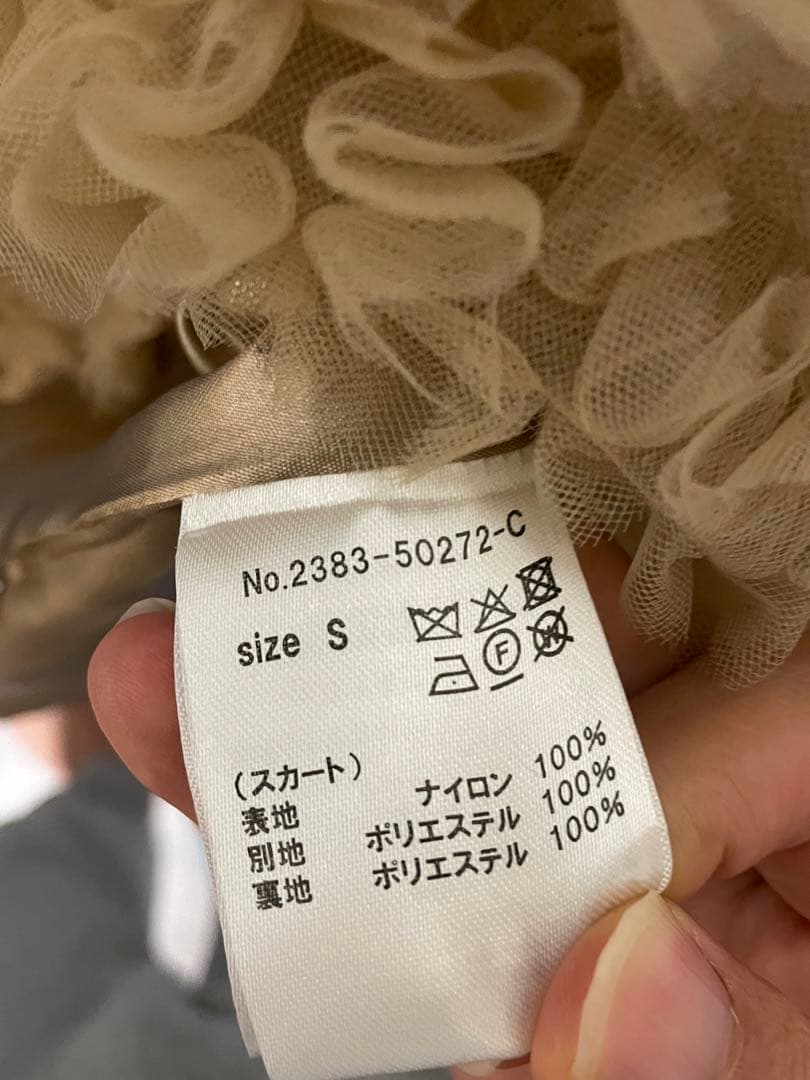 No.2383-50272-C
size S
F
W
(スカート)
表地 ナイロン 100%
別地 ポリエステル 100%
裏地 ポリエステル 100%